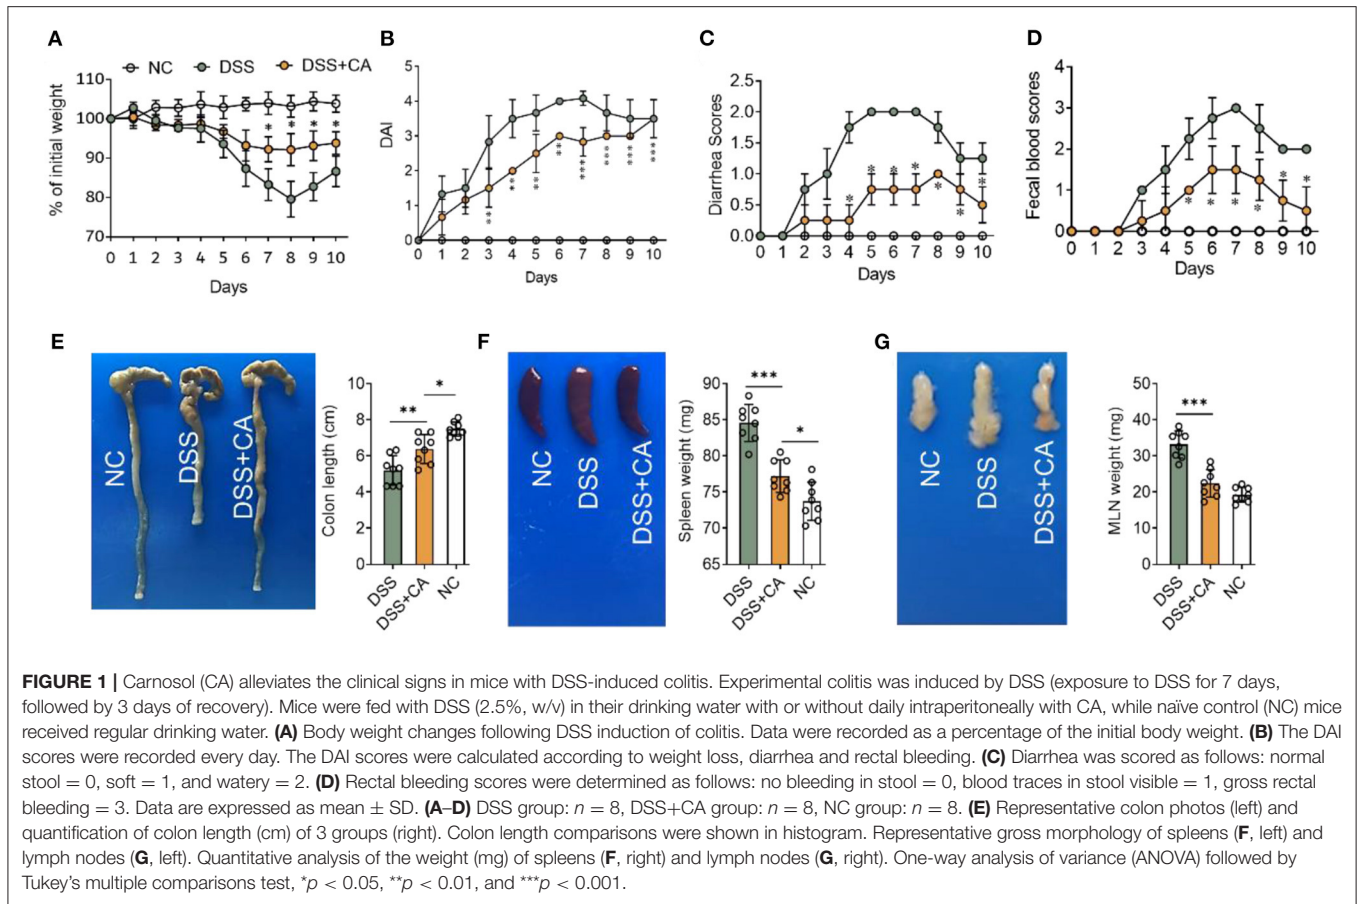 A
NC DSS DSS+CA
% of initial weight
110
100
90
80
70
* * * *
0 1 2 3 4 5 6 7 8 9 10
Days
B
DAI
5
4
3
2
1
0
** ** ** ** *** *** *** ***
0 1 2 3 4 5 6 7 8 9 10
Days
C
Diarrhea Scores
2.5
2.0
1.5
1.0
0.5
0.0
* * * * * * *
0 1 2 3 4 5 6 7 8 9 10
Days
D
Fecal blood scores
4
3
2
1
0
* * * * * *
0 1 2 3 4 5 6 7 8 9 10
Days
E
NC
DSS
DSS+CA
Colon length (cm)
10
8
6
4
2
0
** *
DSS
DSS+CA
NC
F
NC
DSS
DSS+CA
Spleen weight (mg)
90
85
80
75
70
65
*** *
DSS
DSS+CA
NC
G
NC
DSS
DSS+CA
MLN weight (mg)
50
40
30
20
10
0
***
DSS
DSS+CA
NC
FIGURE 1 | Carnosol (CA) alleviates the clinical signs in mice with DSS-induced colitis. Experimental colitis was induced by DSS (exposure to DSS for 7 days,
followed by 3 days of recovery). Mice were fed with DSS (2.5%, w/v) in their drinking water with or without daily intraperitoneally with CA, while naïve control (NC) mice
received regular drinking water. (A) Body weight changes following DSS induction of colitis. Data were recorded as a percentage of the initial body weight. (B) The DAI
scores were recorded every day. The DAI scores were calculated according to weight loss, diarrhea and rectal bleeding. (C) Diarrhea was scored as follows: normal
stool = 0, soft = 1, and watery = 2. (D) Rectal bleeding scores were determined as follows: no bleeding in stool = 0, blood traces in stool visible = 1, gross rectal
bleeding = 3. Data are expressed as mean ± SD. (A–D) DSS group: n = 8, DSS+CA group: n = 8, NC group: n = 8. (E) Representative colon photos (left) and
quantification of colon length (cm) of 3 groups (right). Colon length comparisons were shown in histogram. Representative gross morphology of spleens (F, left) and
lymph nodes (G, left). Quantitative analysis of the weight (mg) of spleens (F, right) and lymph nodes (G, right). One-way analysis of variance (ANOVA) followed by
Tukey's multiple comparisons test, *p < 0.05, **p < 0.01, and ***p < 0.001.